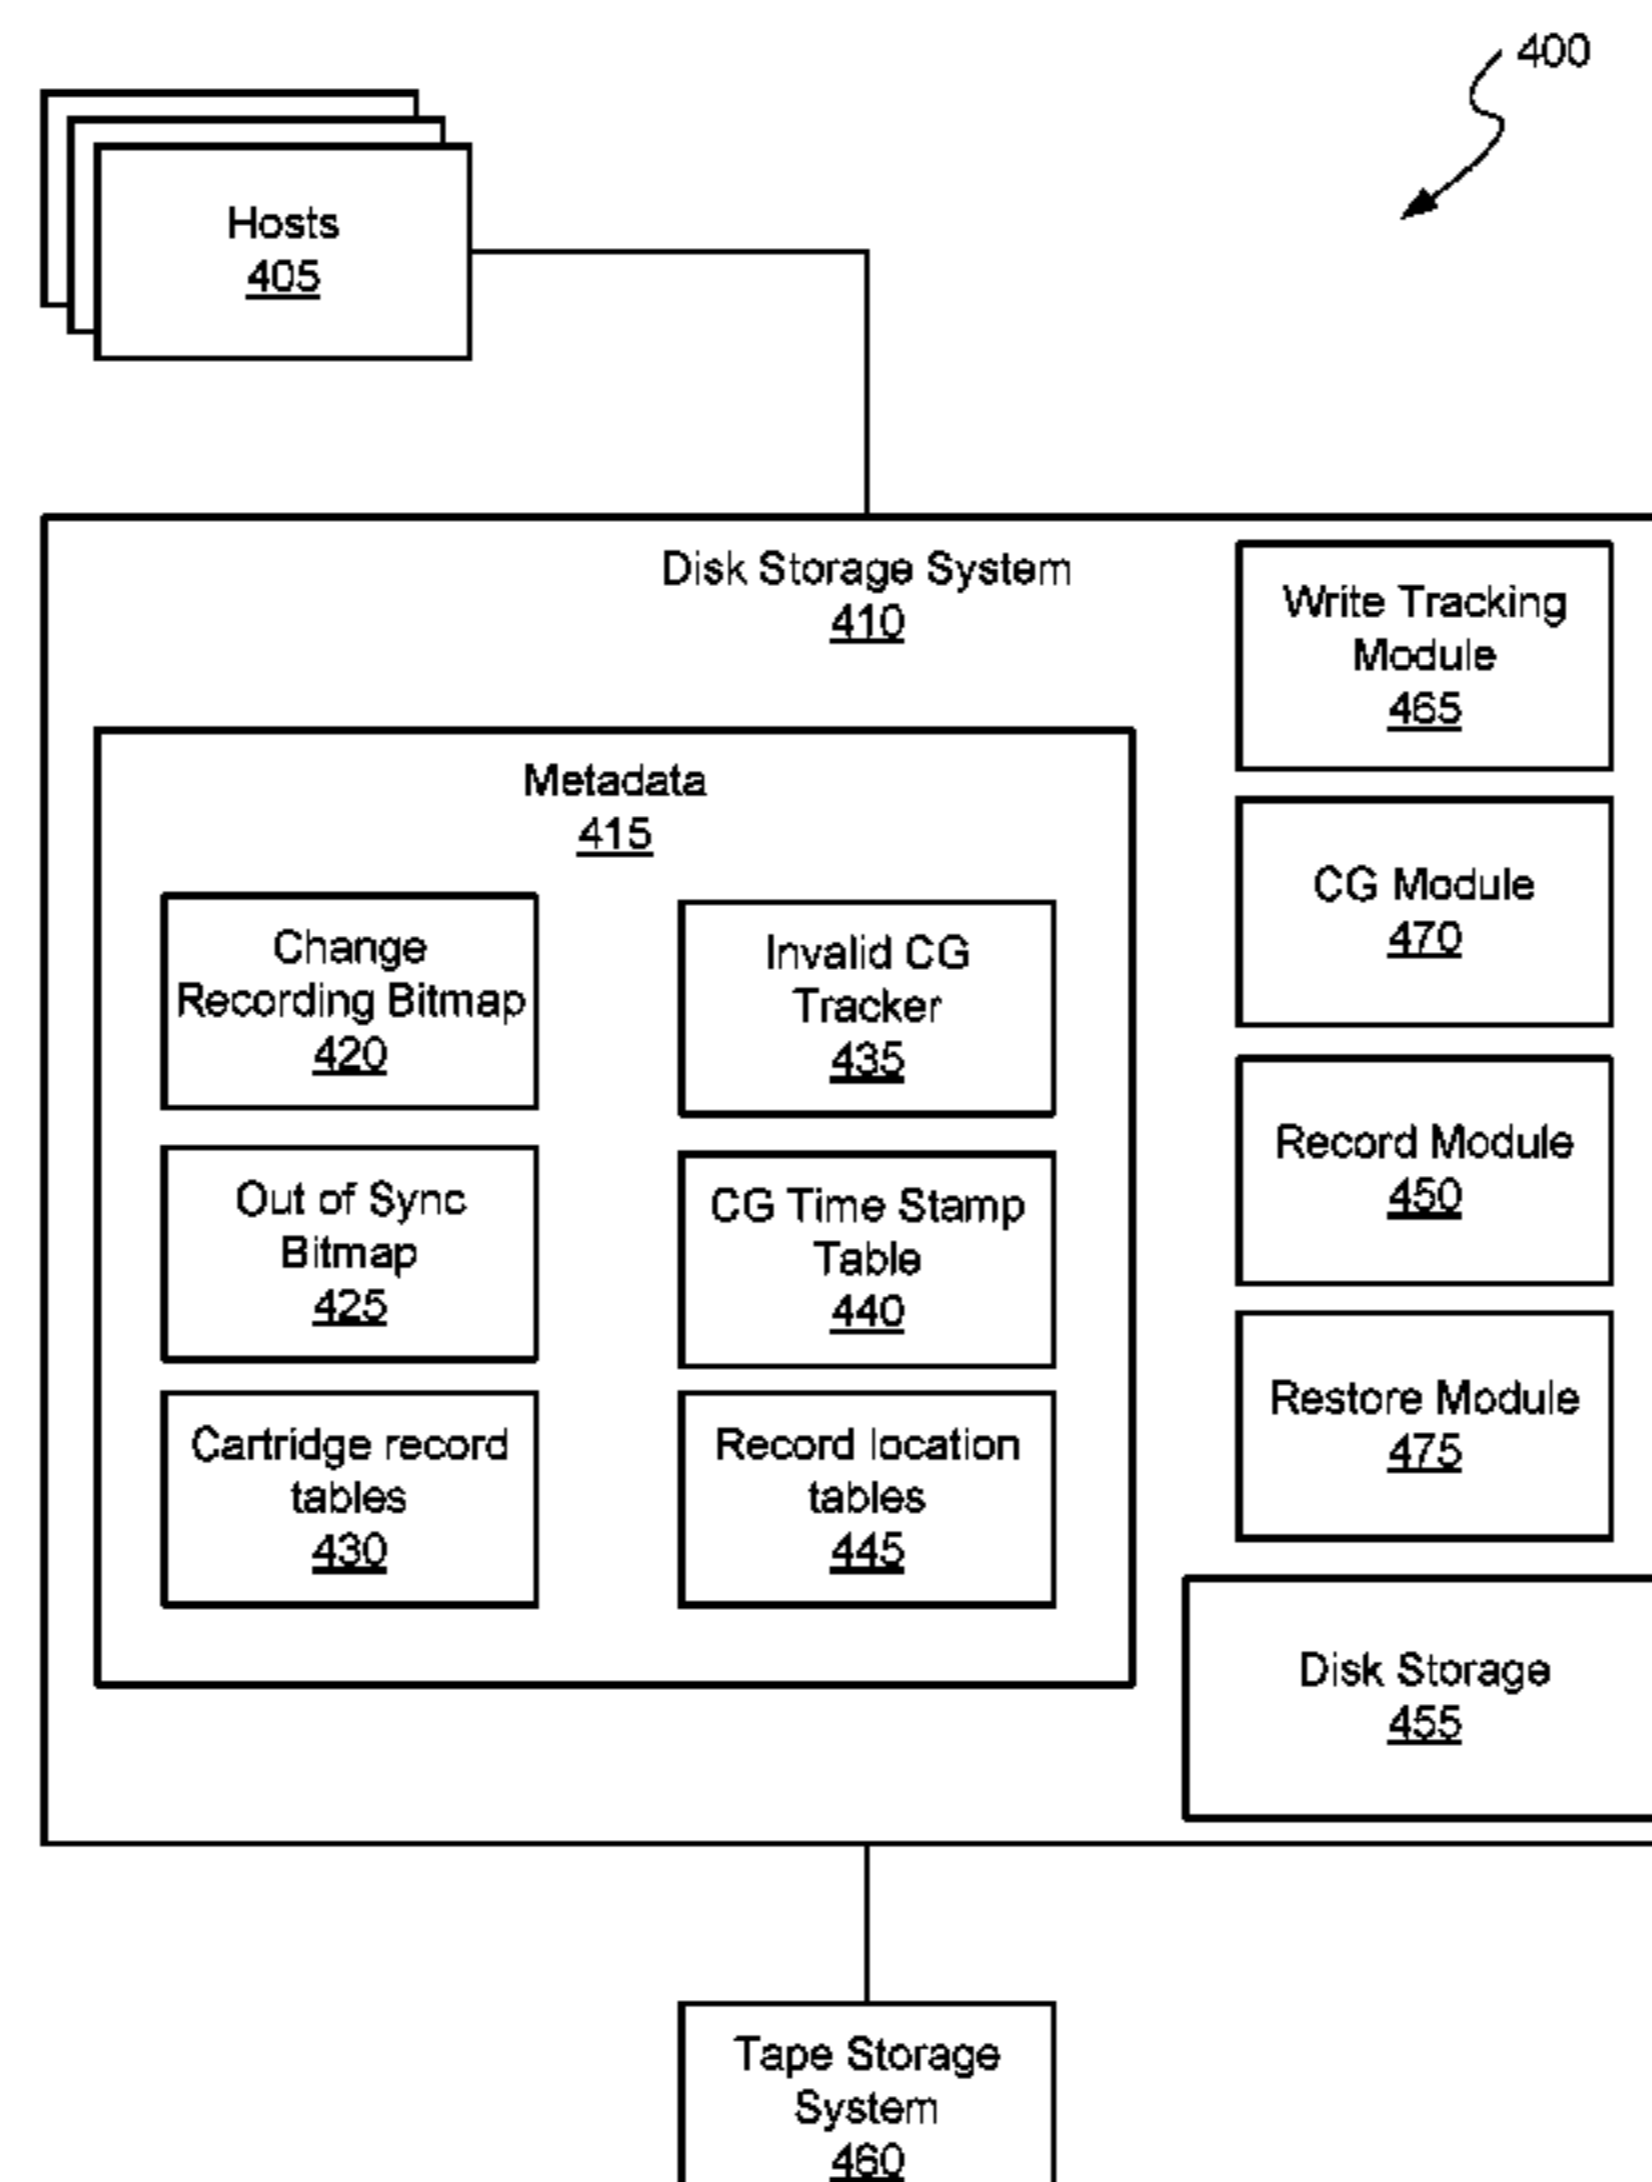 400
Hosts
405
Disk Storage System
410
Write Tracking
Module
465
Metadata
415
CG Module
470
Change
Recording Bitmap
420
Invalid CG
Tracker
435
Record Module
450
Out of Sync
Bitmap
425
CG Time Stamp
Table
440
Restore Module
475
Cartridge record
tables
430
Record location
tables
445
Disk Storage
455
Tape Storage
System
460